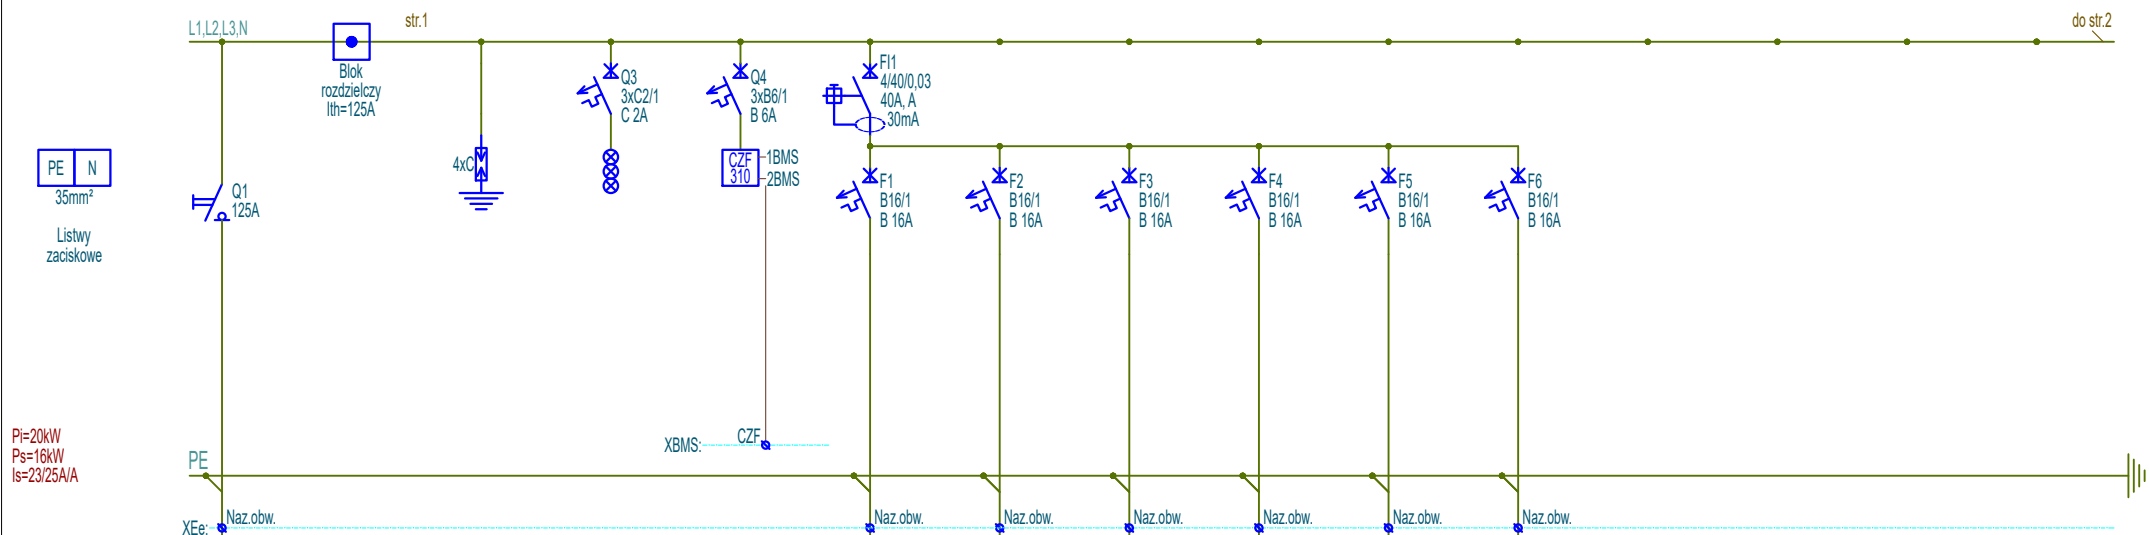 L1,L2,L3,N
str.1
do str.2
Blok
rozdzielczy
Ith=125A
PE
N
35mm²
Listwy
zaciskowe
Q1
125A
4xC
Q3
3xC2/1
C 2A
Q4
3xB6/1
B 6A
CZF
310
1BMS
2BMS
FI1
4/40/0,03
40A, A
30mA
F1
B16/1
B 16A
F2
B16/1
B 16A
F3
B16/1
B 16A
F4
B16/1
B 16A
F5
B16/1
B 16A
F6
B16/1
B 16A
Pi=20kW
Ps=16kW
Is=23/25A/A
XBMS:
CZF
PE
XEe:
Naz.obw.
Naz.obw.
Naz.obw.
Naz.obw.
Naz.obw.
Naz.obw.
Naz.obw.